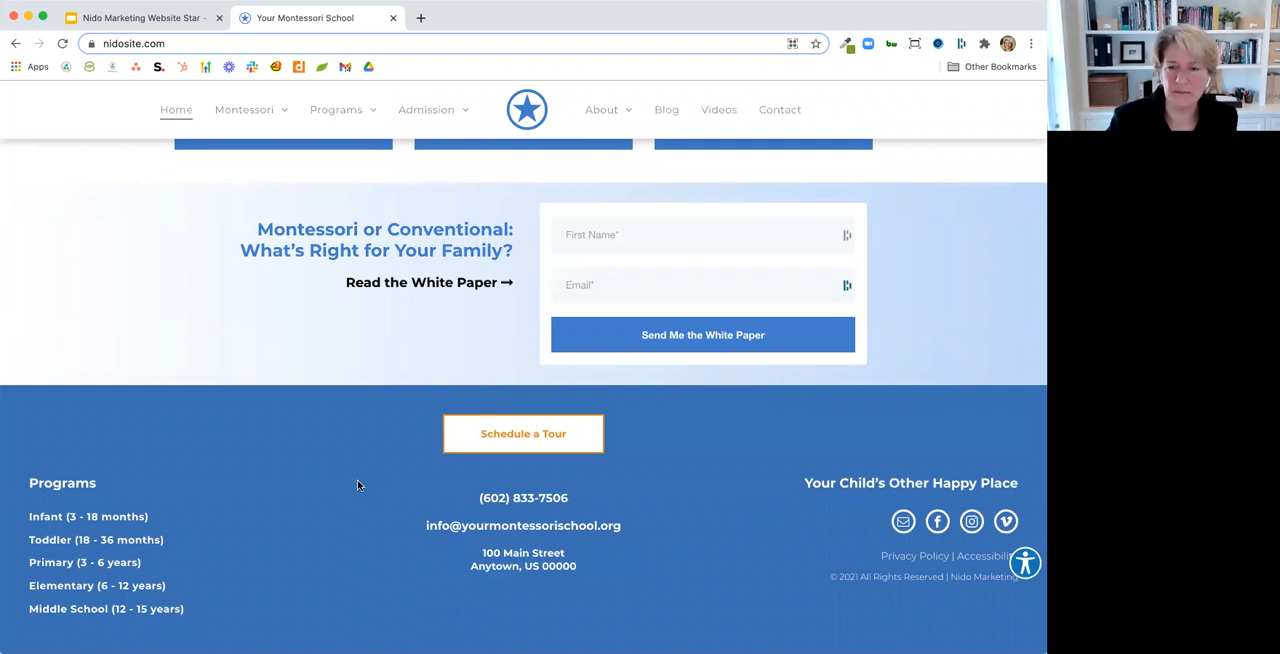 Nido Marketing Website Star -
Your Montessori School
nidosite.com
Apps
S.
Other Bookmarks
Home
Montessori
Programs
Admission
About
Blog
Videos
Contact
Montessori or Conventional:
What's Right for Your Family?
Read the White Paper →
First Name*
Email*
Send Me the White Paper
Schedule a Tour
Programs
Infant (3 - 18 months)
Toddler (18 - 36 months)
Primary (3 - 6 years)
Elementary (6 - 12 years)
Middle School (12 - 15 years)
(602) 833-7506
info@yourmontessorischool.org
100 Main Street
Anytown, US 00000
Your Child's Other Happy Place
Privacy Policy | Accessibili
© 2021 All Rights Reserved | Nido Marketing